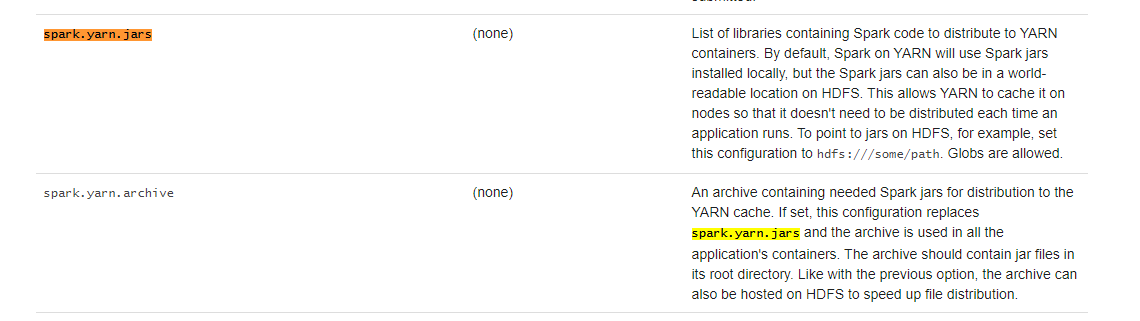 spark.yarn.jars
(none)
List of libraries containing Spark code to distribute to YARN
containers. By default, Spark on YARN will use Spark jars
installed locally, but the Spark jars can also be in a world-
readable location on HDFS. This allows YARN to cache it on
nodes so that it doesn't need to be distributed each time an
application runs. To point to jars on HDFS, for example, set
this configuration to hdfs:///some/path. Globs are allowed.
spark.yarn.archive
(none)
An archive containing needed Spark jars for distribution to the
YARN cache. If set, this configuration replaces
spark.yarn.jars and the archive is used in all the
application's containers. The archive should contain jar files in
its root directory. Like with the previous option, the archive can
also be hosted on HDFS to speed up file distribution.